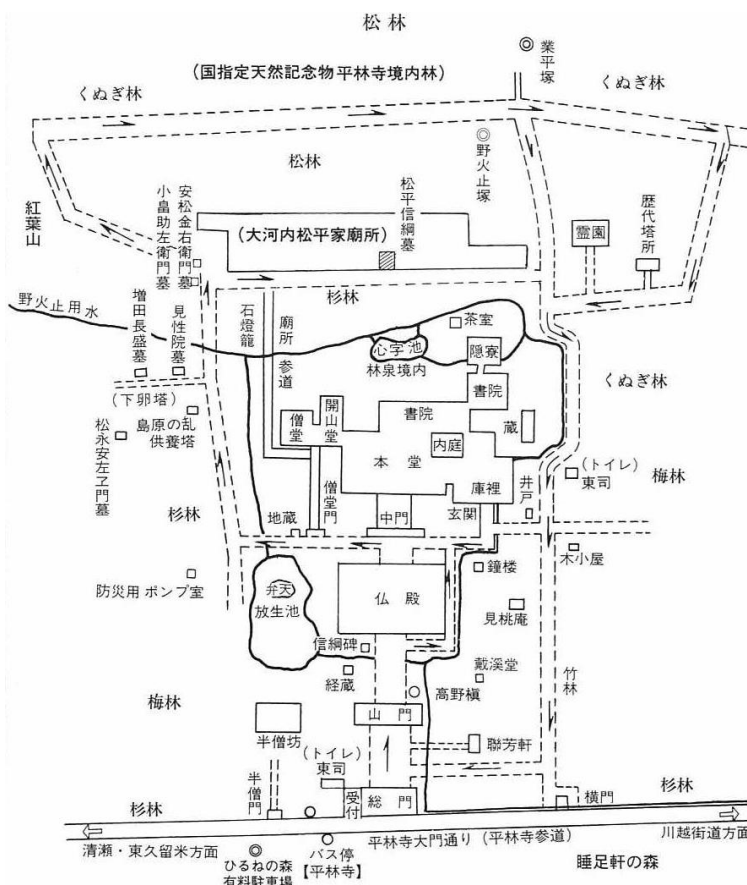 松林
業平塚
(国指定天然記念物平林寺境内林)
くぬぎ林
くぬぎ林
松林
野火止塚
紅葉山
小畠助左衛門墓
安松金右衛門墓
松平信綱墓
(大河内松平家廟所)
霊園
歴代塔所
杉林
野火止用水
増田長盛墓
見性院墓
石燈籠
廟所
参道
心字池
林泉境内
茶室
隠寮
書院
書院
くぬぎ林
(下卵塔)
島原の乱
供養塔
松永安左ヱ門墓
僧堂
開山堂
蔵
内庭
本堂
庫裡
井戸
(トイレ)
東司
梅林
杉林
地蔵
僧堂門
中門
玄関
木小屋
防災用ポンプ室
弁天
放生池
仏殿
鐘楼
見桃庵
信綱碑
経蔵
高野槇
戴溪堂
竹林
梅林
半僧坊
山門
聯芳軒
(トイレ)
東司
半僧門
受付
総門
横門
杉林
杉林
清瀬・東久留米方面
平林寺大門通り(平林寺参道)
川越街道方面
ひるねの森
有料駐車場
バス停
【平林寺】
睡足軒の森